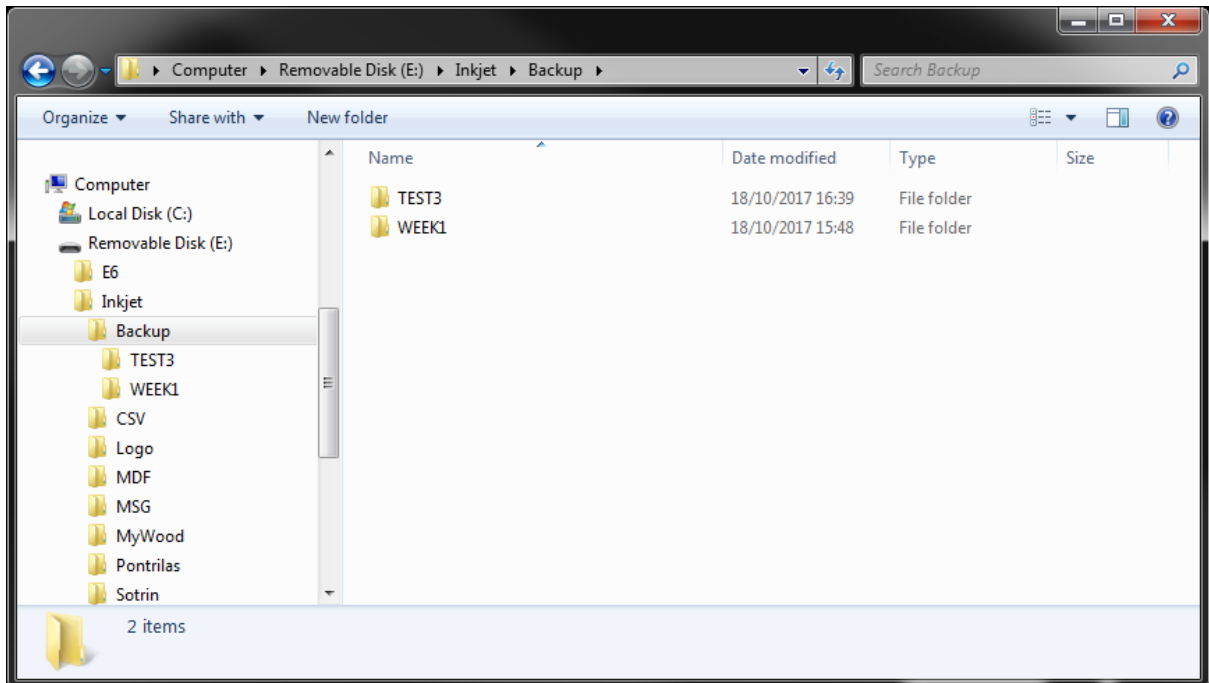 Computer Removable Disk (E:) Inkjet Backup
Search Backup
Organize Share with New folder
Name Date modified Type Size
Computer
Local Disk (C:)
Removable Disk (E:)
E6
Inkjet
Backup
TEST3
WEEK1
CSV
Logo
MDF
MSG
MyWood
Pontrilas
Sotrin
TEST3 18/10/2017 16:39 File folder
WEEK1 18/10/2017 15:48 File folder
2 items